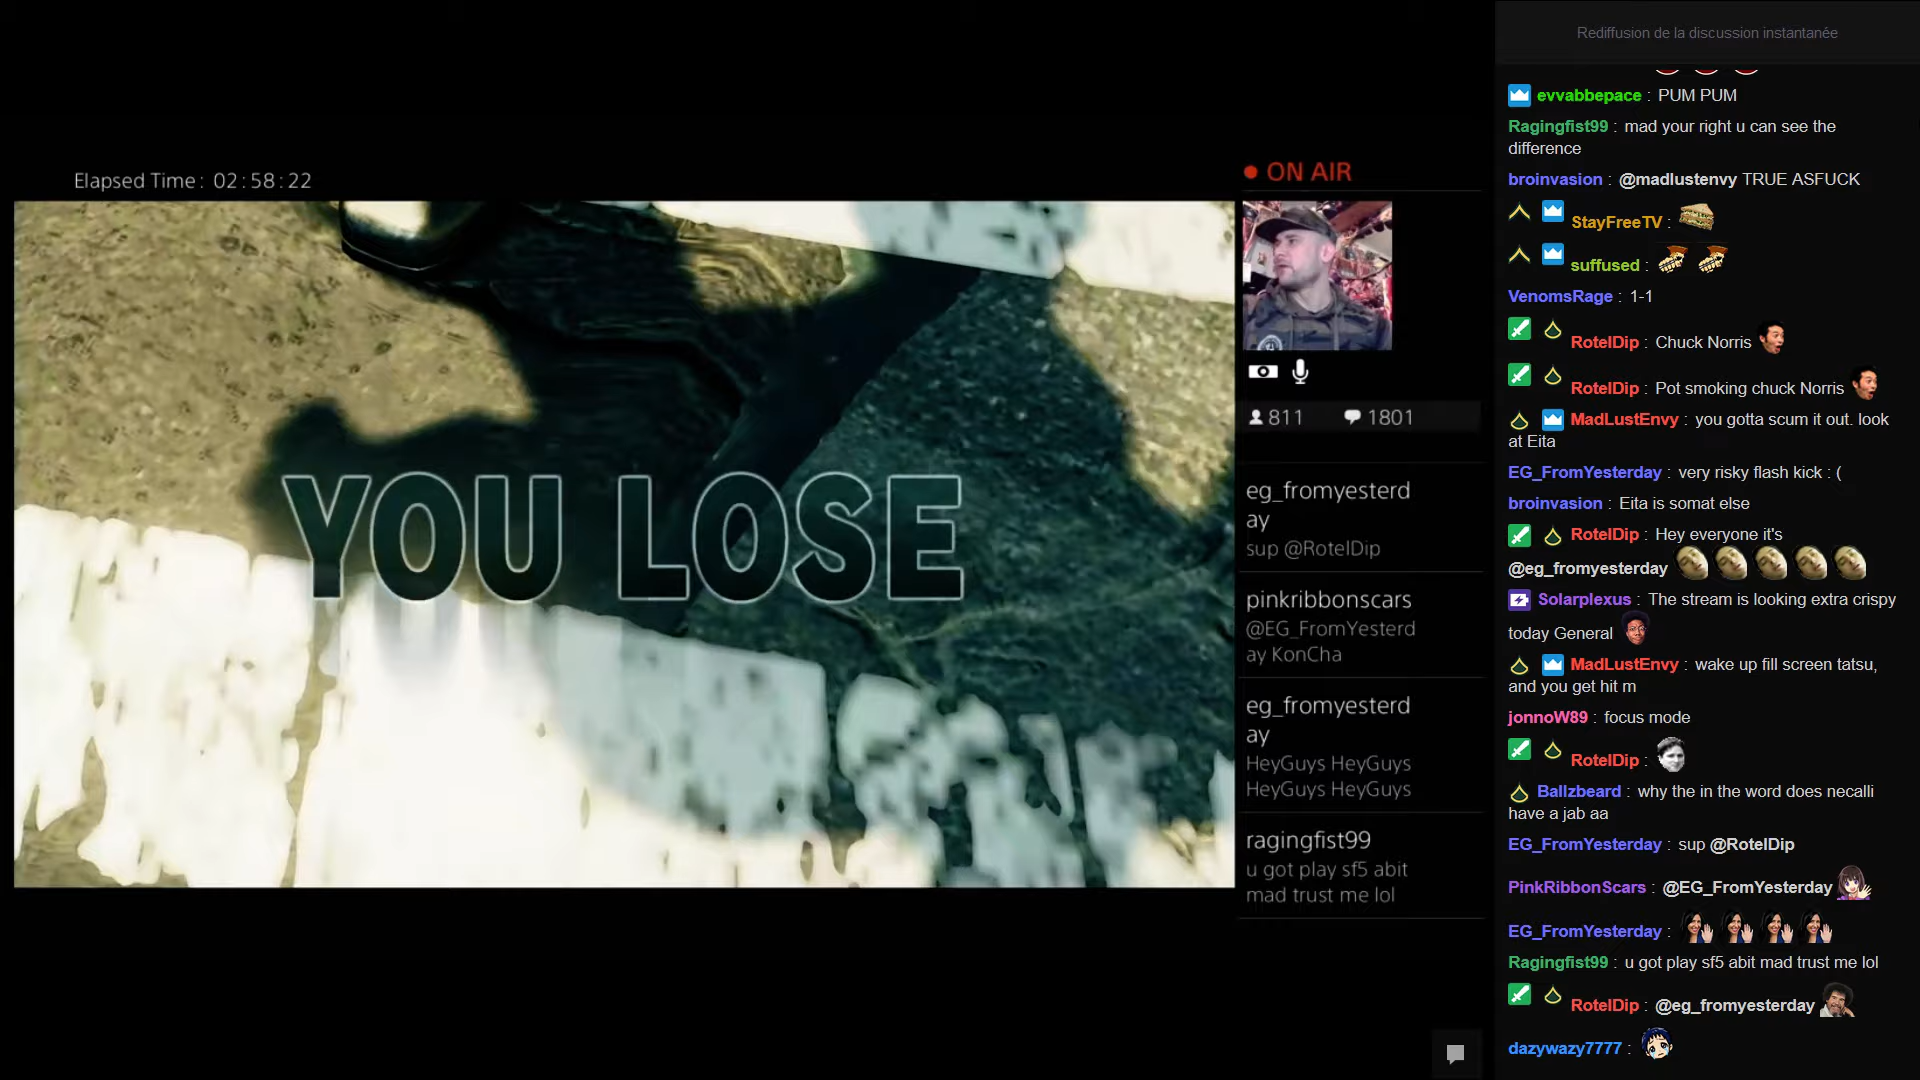 Elapsed Time: 02:58:22
YOU LOSE
ON AIR
811 1801
eg_fromyesterd
ay
sup @RotelDip
pinkribbonscars
@EG_FromYesterd
ay KonCha
eg_fromyesterd
ay
HeyGuys HeyGuys
HeyGuys HeyGuys
ragingfist99
u got play sf5 abit
mad trust me lol
Rediffusion de la discussion instantanée
evvabbepace : PUM PUM
Ragingfist99 : mad your right u can see the
difference
broinvasion : @madlustenvy TRUE ASFUCK
StayFreeTV :
suffused :
VenomsRage : 1-1
RotelDip : Chuck Norris
RotelDip : Pot smoking chuck Norris
MadLustEnvy : you gotta scum it out. look
at Eita
EG_FromYesterday : very risky flash kick : (
broinvasion : Eita is somat else
RotelDip : Hey everyone it's
@eg_fromyesterday
Solarplexus : The stream is looking extra crispy
today General
MadLustEnvy : wake up fill screen tatsu,
and you get hit m
jonnoW89 : focus mode
RotelDip :
Ballzbeard : why the in the word does necalli
have a jab aa
EG_FromYesterday : sup @RotelDip
PinkRibbonScars : @EG_FromYesterday
EG_FromYesterday :
Ragingfist99 : u got play sf5 abit mad trust me lol
RotelDip : @eg_fromyesterday
dazywazy7777 :